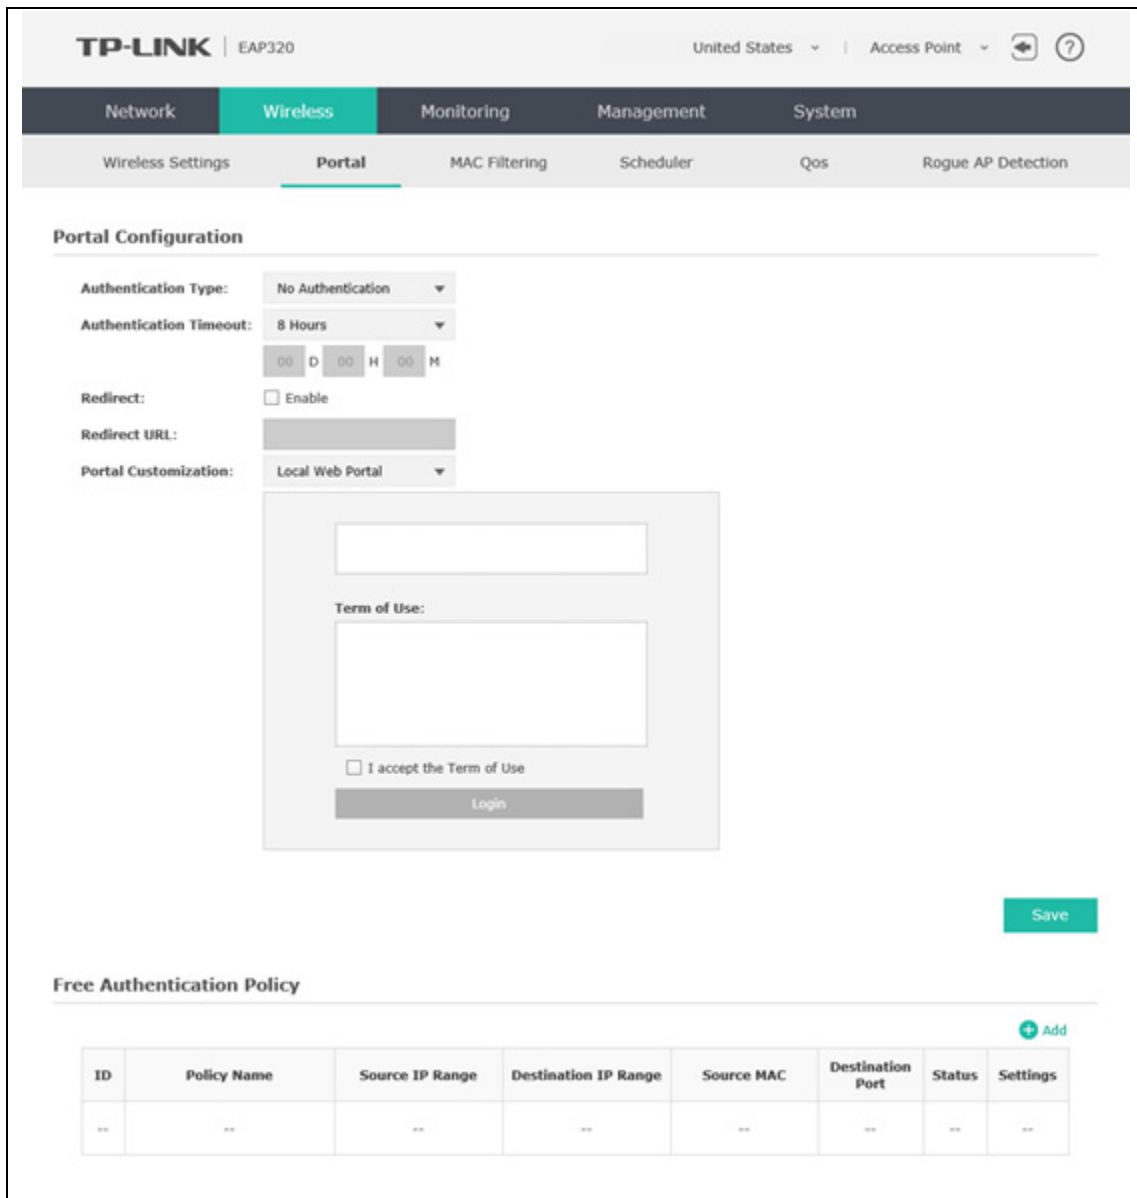 TP-LINK | EAP320 United States | Access Point ?
Network Wireless Monitoring Management System
Wireless Settings Portal MAC Filtering Scheduler Qos Rogue AP Detection
Portal Configuration
Authentication Type: No Authentication
Authentication Timeout: 8 Hours
00 D 00 H 00 M
Redirect: Enable
Redirect URL:
Portal Customization: Local Web Portal
Term of Use:
I accept the Term of Use
Login
Save
Free Authentication Policy
Add
ID Policy Name Source IP Range Destination IP Range Source MAC Destination Port Status Settings
-- -- -- -- -- -- -- --